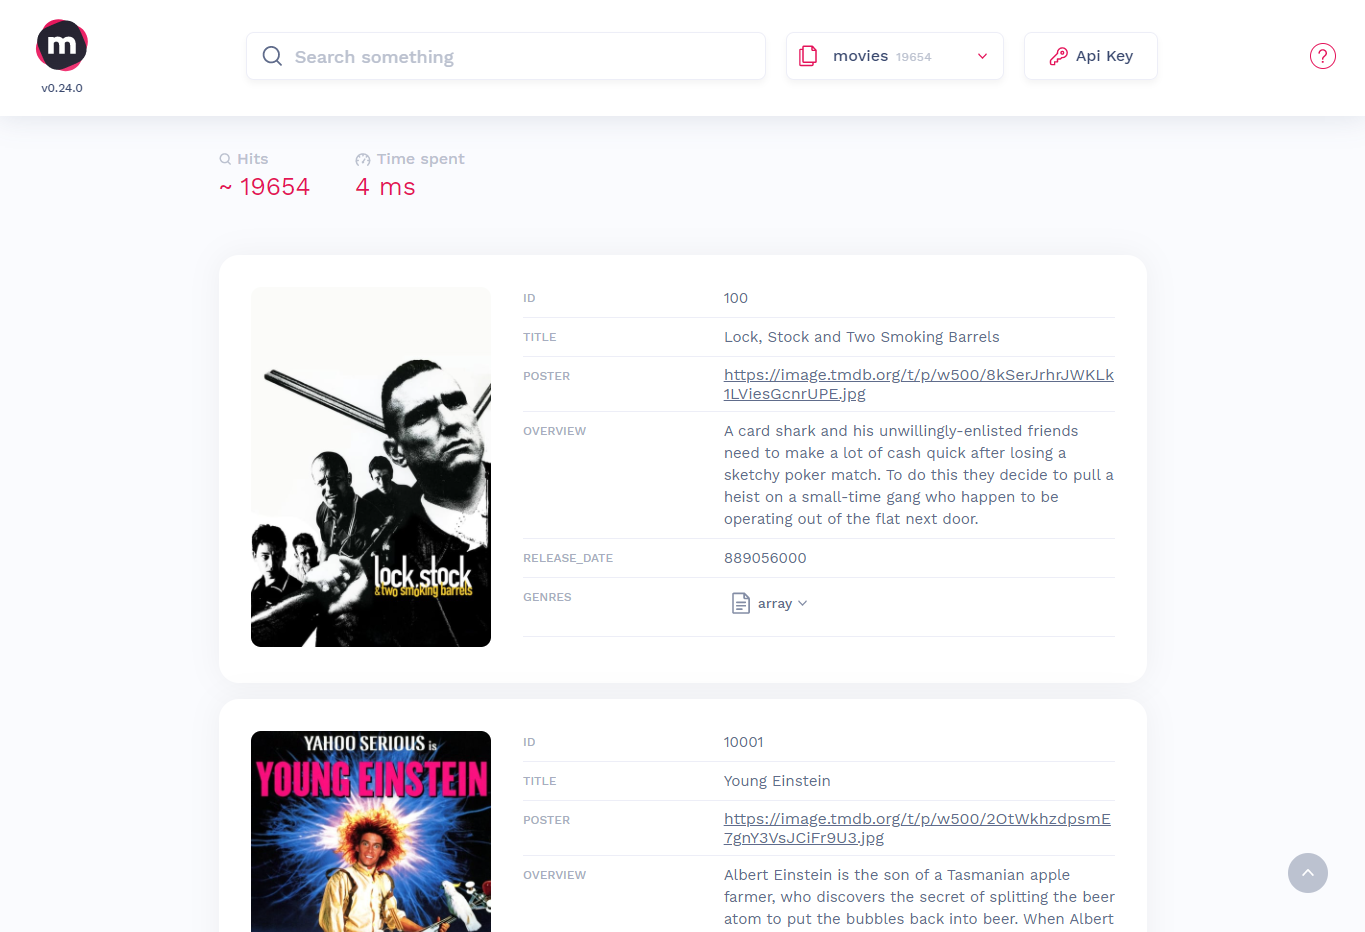 m
v0.24.0
Search something
movies 19654
Api Key
?
Hits
~ 19654
Time spent
4 ms
ID 100
TITLE Lock, Stock and Two Smoking Barrels
POSTER https://image.tmdb.org/t/p/w500/8kSerJrhrJWKLk
1LViesGcnrUPE.jpg
OVERVIEW A card shark and his unwillingly-enlisted friends
need to make a lot of cash quick after losing a
sketchy poker match. To do this they decide to pull a
heist on a small-time gang who happen to be
operating out of the flat next door.
RELEASE_DATE 889056000
GENRES array
lock, stock
& two smoking barrels
YAHOO SERIOUS is
YOUNG EINSTEIN
ID 10001
TITLE Young Einstein
POSTER https://image.tmdb.org/t/p/w500/2OtWkhzdpsmE
7gnY3VsJCiFr9U3.jpg
OVERVIEW Albert Einstein is the son of a Tasmanian apple
farmer, who discovers the secret of splitting the beer
atom to put the bubbles back into beer. When Albert